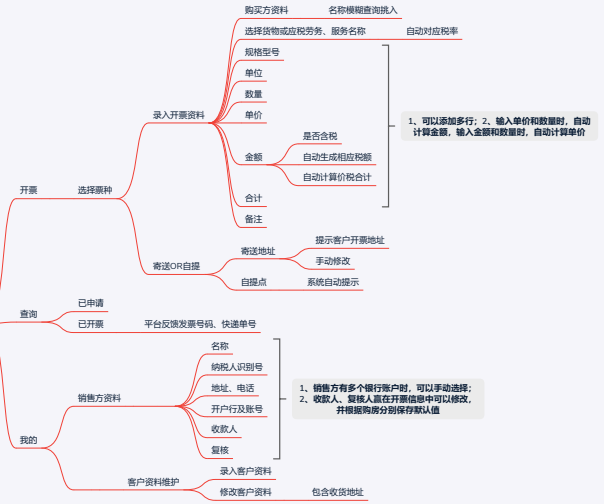 购买方资料 名称模糊查询挑入
选择货物或应税劳务、服务名称 自动对应税率
规格型号
单位
数量
录入开票资料 单价
1、可以添加多行；2、输入单价和数量时，自动
计算金额，输入金额和数量时，自动计算单价
是否含税
金额 自动生成相应税额
自动计算价税合计
开票 选择票种
合计
备注
提示客户开票地址
寄送地址
手动修改
寄送OR自提
自提点 系统自动提示
已申请
查询
已开票 平台反馈发票号码、快递单号
名称
纳税人识别号
地址、电话
销售方资料
开户行及账号
收款人
复核
1、销售方有多个银行账户时，可以手动选择；
2、收款人、复核人赢在开票信息中可以修改，
并根据购房分别保存默认值
我的
录入客户资料
客户资料维护
修改客户资料 包含收货地址